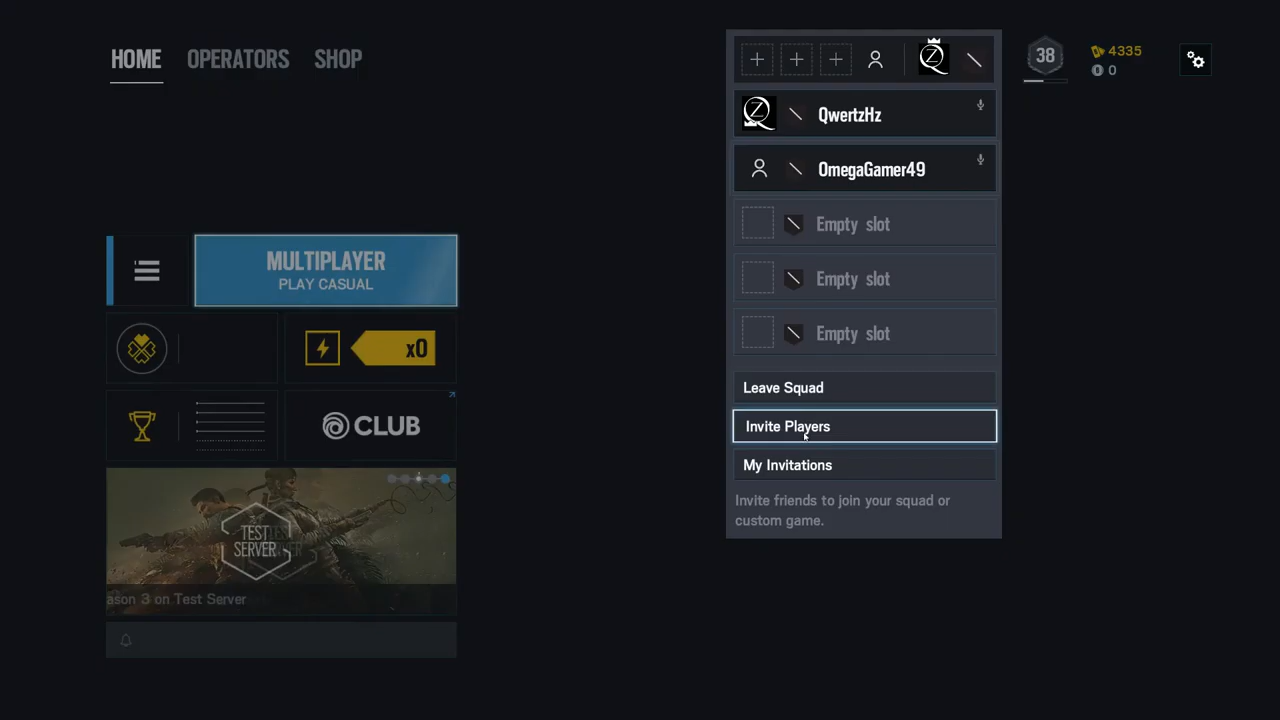 HOME OPERATORS SHOP
38
4335
0
QwertzHz
OmegaGamer49
Empty slot
Empty slot
Empty slot
Leave Squad
Invite Players
My Invitations
Invite friends to join your squad or
custom game.
MULTIPLAYER
PLAY CASUAL
x0
CLUB
TEST
SERVER
ason 3 on Test Server